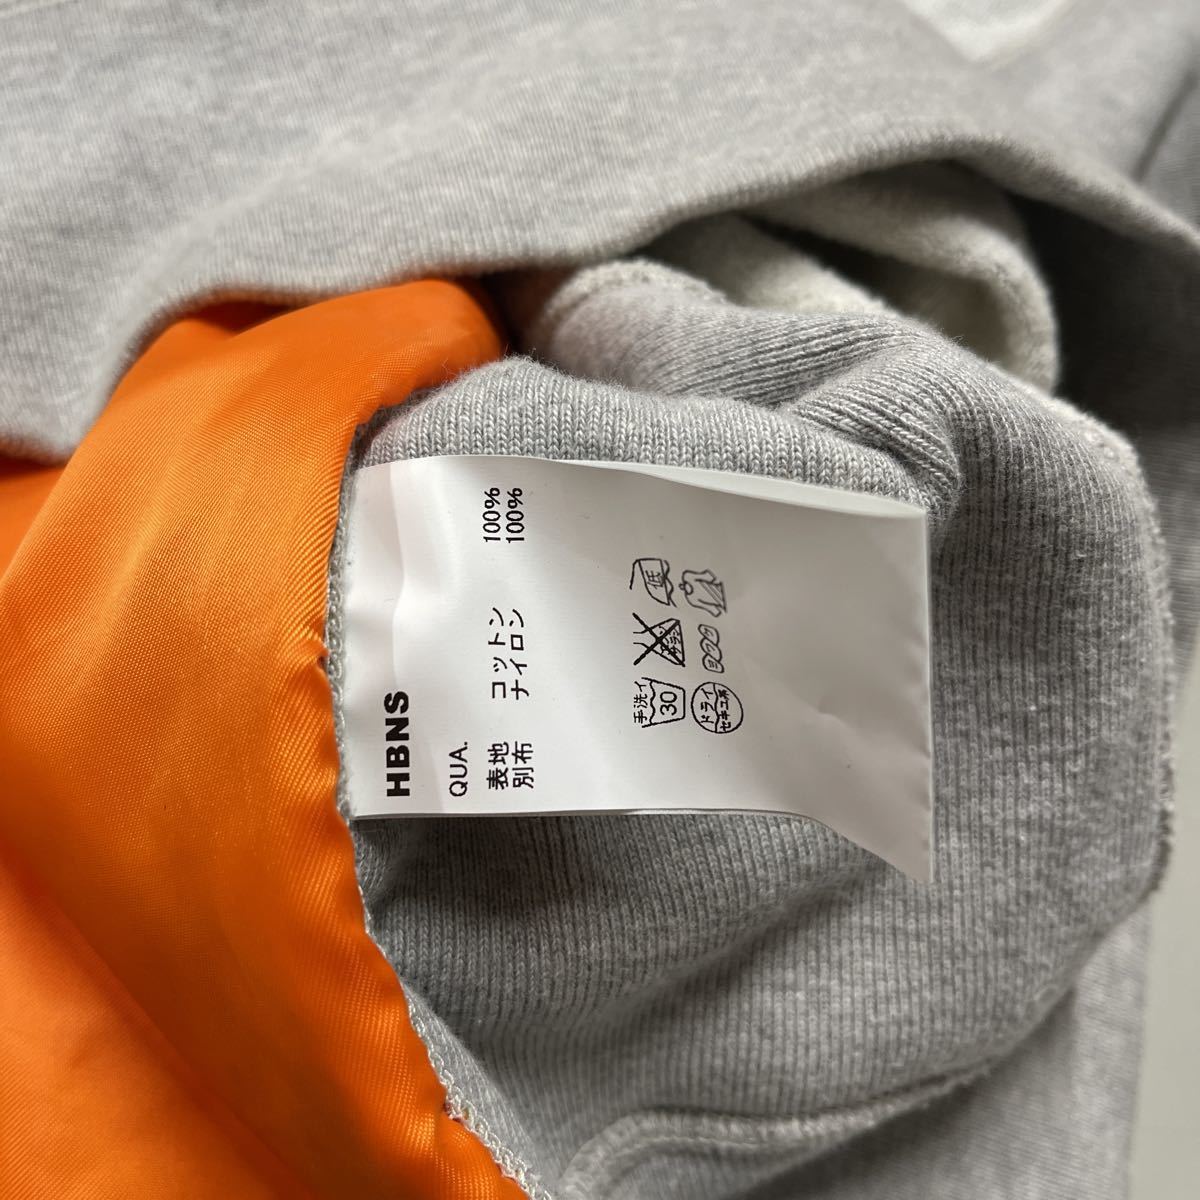 HBNS
QUA.
表地 コットン 100%
別布 ナイロン 100%
手洗イ 30 低
ドライ セキユ系